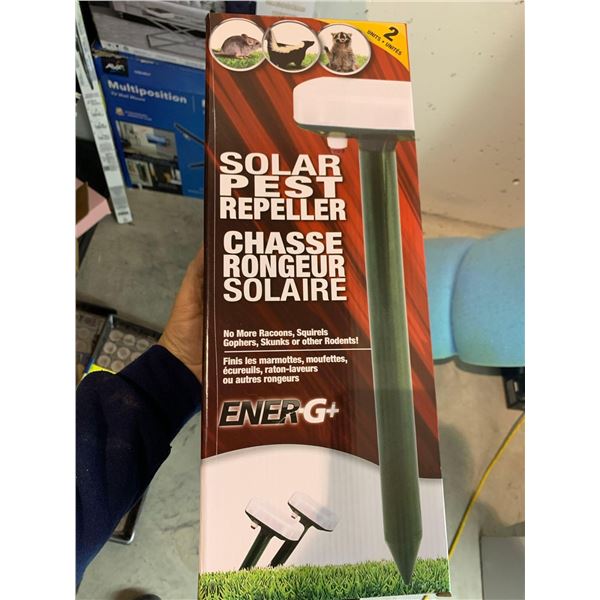 2
UNITS • UNITÉS
Multiposition
SOLAR
PEST
REPELLER
CHASSE
RONGEUR
SOLAIRE
No More Racoons, Squirels
Gophers, Skunks or other Rodents!
Finis les marmottes, moufettes,
écureuils, raton-laveurs
ou autres rongeurs
ENER-G+